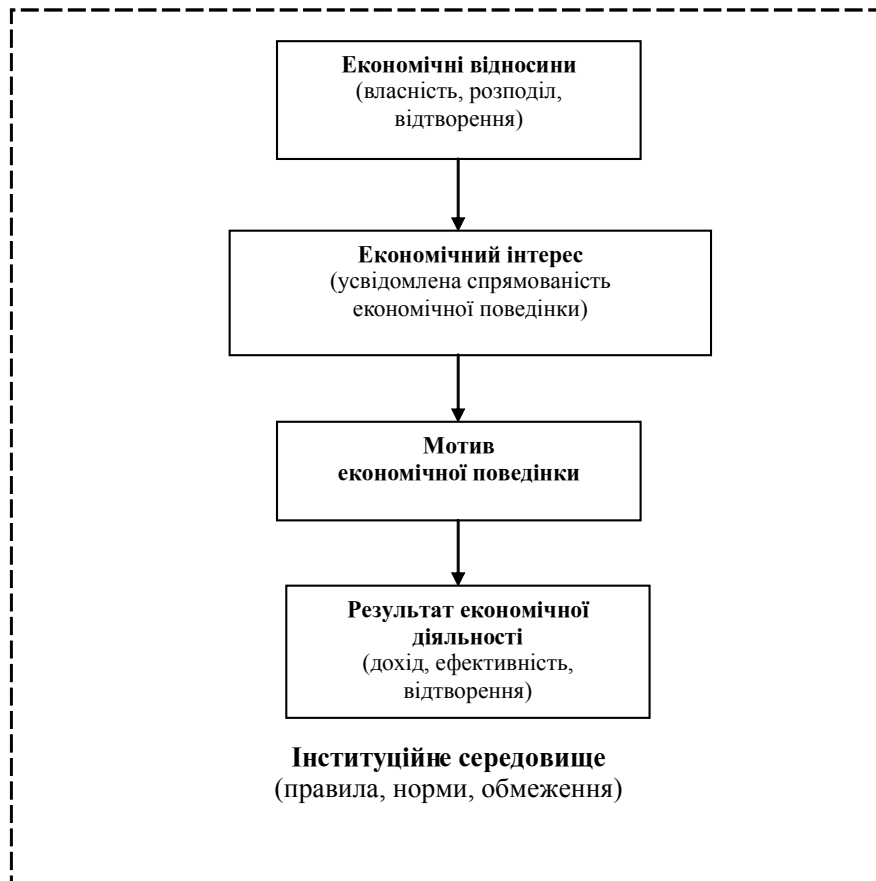 Економічні відносини
(власність, розподіл,
відтворення)
Економічний інтерес
(усвідомлена спрямованість
економічної поведінки)
Мотив
економічної поведінки
Результат економічної
діяльності
(дохід, ефективність,
відтворення)
Інституційне середовище
(правила, норми, обмеження)